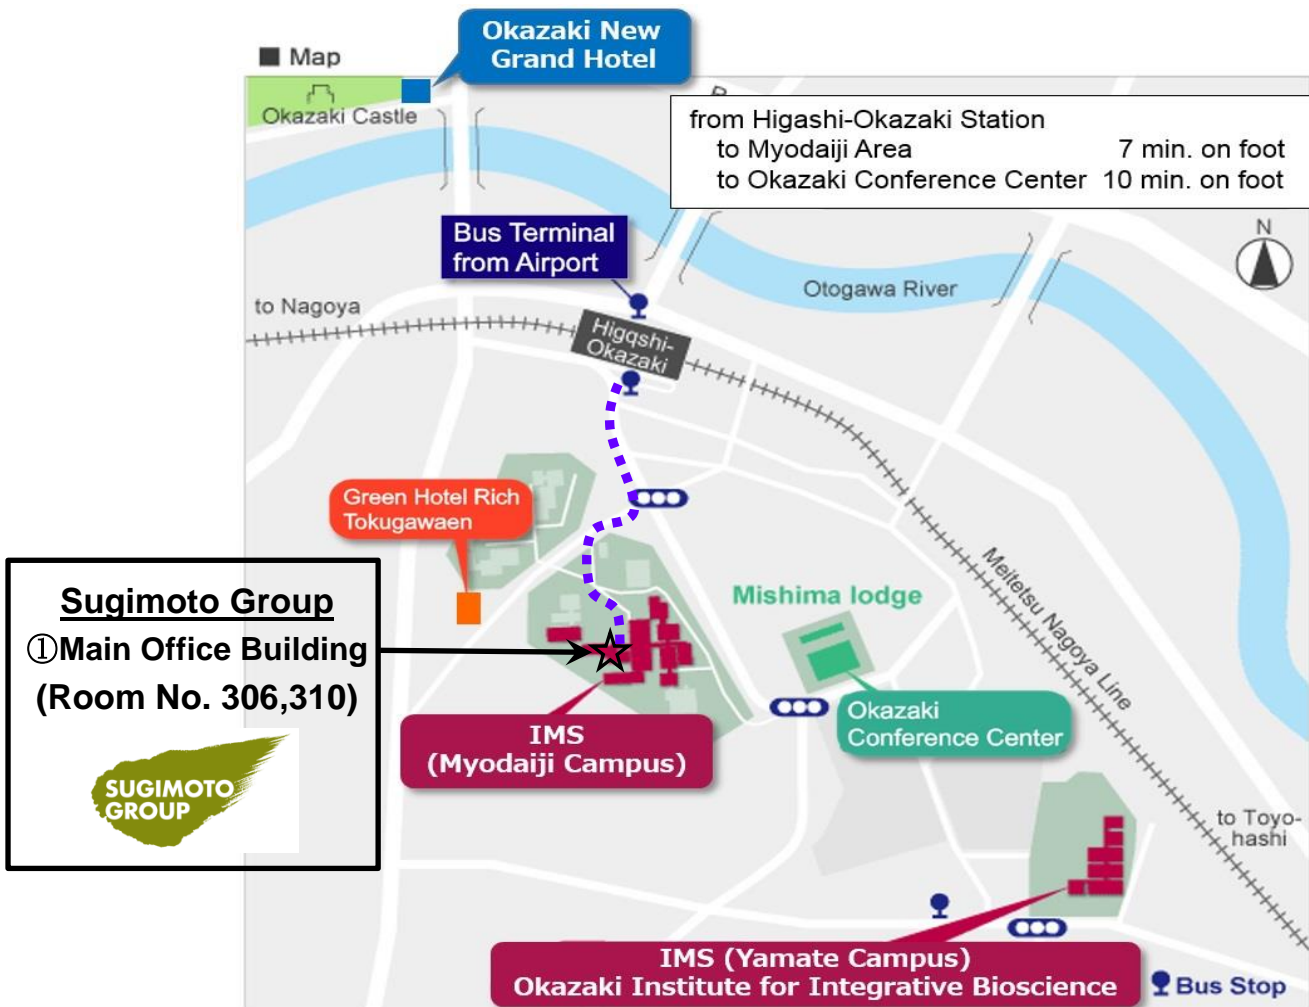 ■ Map
Okazaki New
Grand Hotel
Okazaki Castle
from Higashi-Okazaki Station
to Myodaiji Area 7 min. on foot
to Okazaki Conference Center 10 min. on foot
N
Bus Terminal
from Airport
Otogawa River
to Nagoya
Higqshi-
Okazaki
Green Hotel Rich
Tokugawaen
Meitetsu Nagoya Line
Sugimoto Group
①Main Office Building
(Room No. 306,310)
SUGIMOTO
GROUP
Mishima lodge
Okazaki
Conference Center
IMS
(Myodaiji Campus)
to Toyo-
hashi
IMS (Yamate Campus)
Okazaki Institute for Integrative Bioscience
Bus Stop